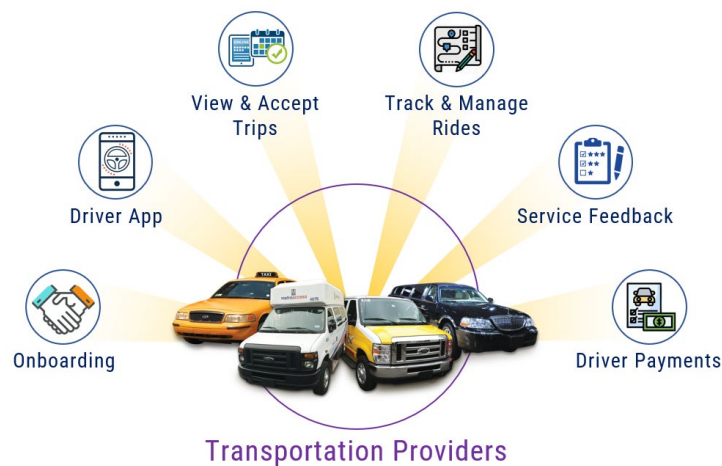 View & Accept
Trips
Track & Manage
Rides
Driver App
Service Feedback
TAXI
Onboarding
Driver Payments
Transportation Providers